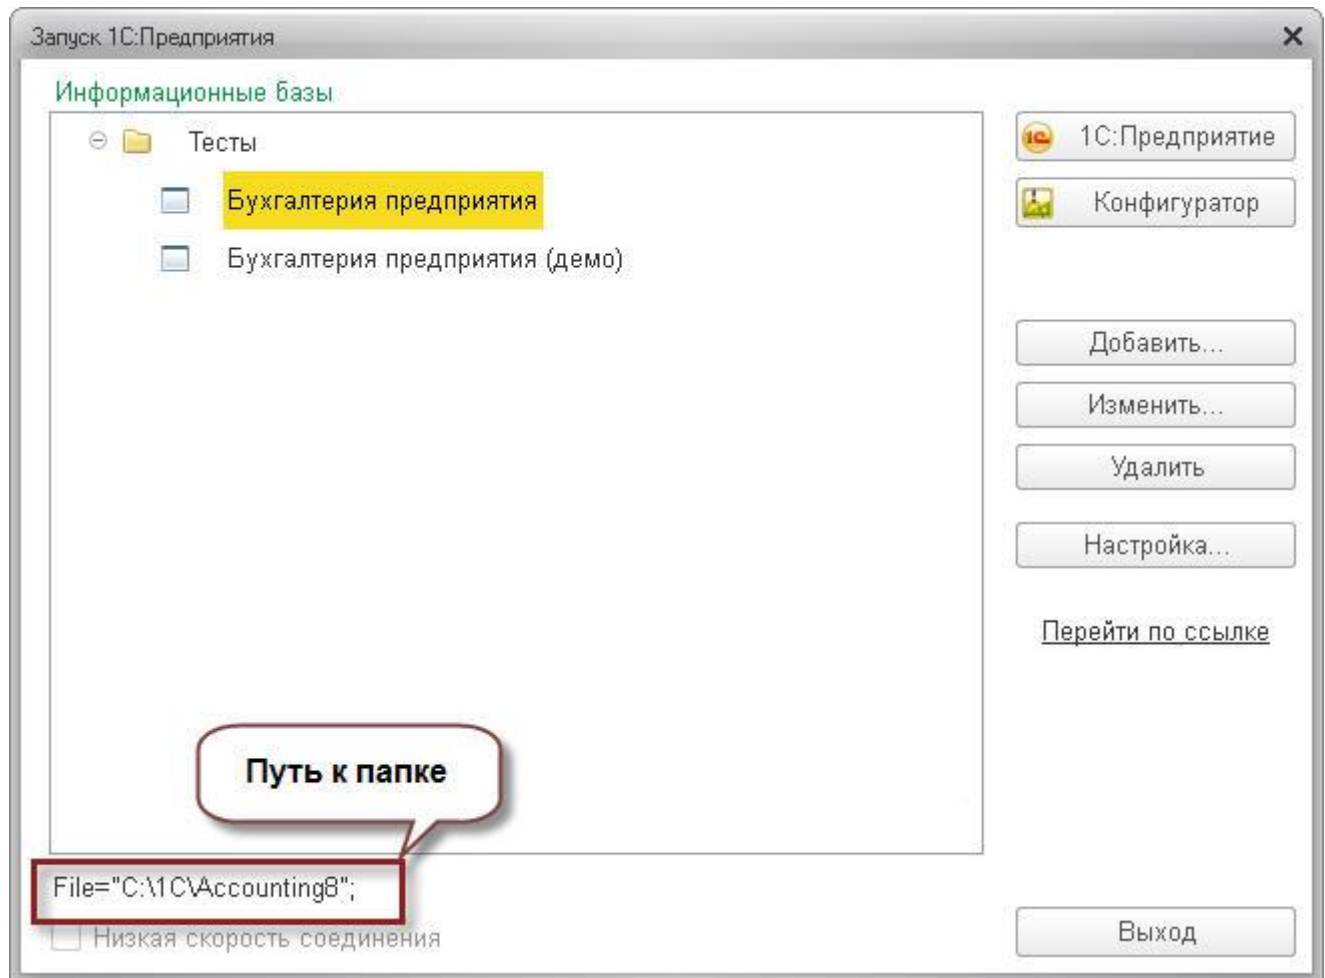 Запуск 1С:Предприятия
Информационные базы
Тесты
Бухгалтерия предприятия
Бухгалтерия предприятия (демо)
1С:Предприятие
Конфигуратор
Добавить...
Изменить...
Удалить
Настройка...
Перейти по ссылке
Путь к папке
File="C:\1C\Accounting8";
Низкая скорость соединения
Выход